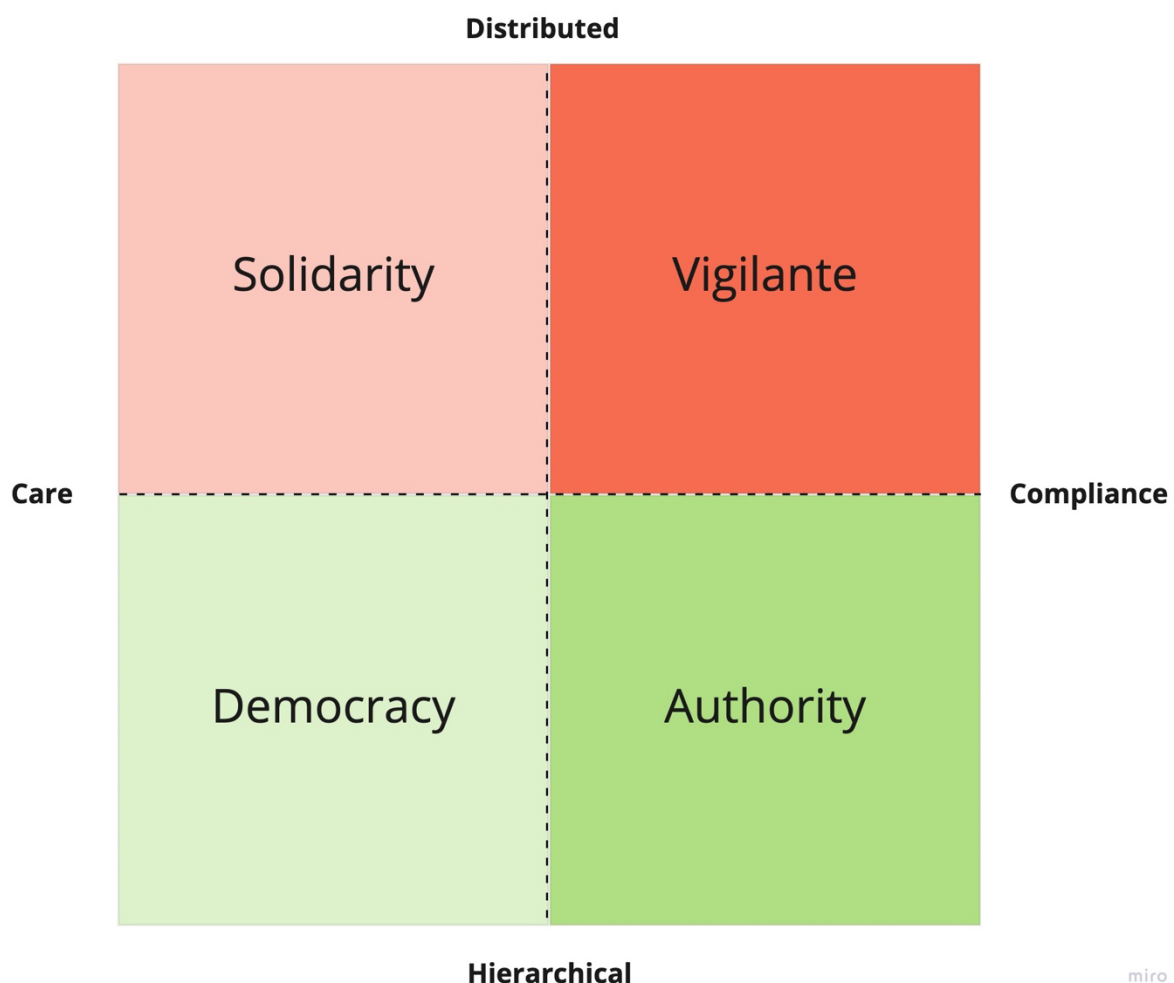 Distributed
Solidarity
Vigilante
Care
Compliance
Democracy
Authority
Hierarchical
miro